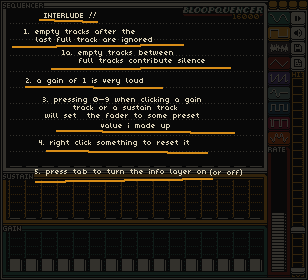 SEQUENCER
BLOOPSQUENCER
16000
INTERLUDE //
1. empty tracks after the
last full track are ignored
1a. empty tracks between
full tracks contribute silence
2. a gain of 1 is very loud
3. pressing 0-9 when clicking a gain
track or a sustain track
will set the fader to some preset
value i made up
4. right click something to reset it
RATE
5. press tab to turn the info layer on (or off)
SUSTAIN
GAIN